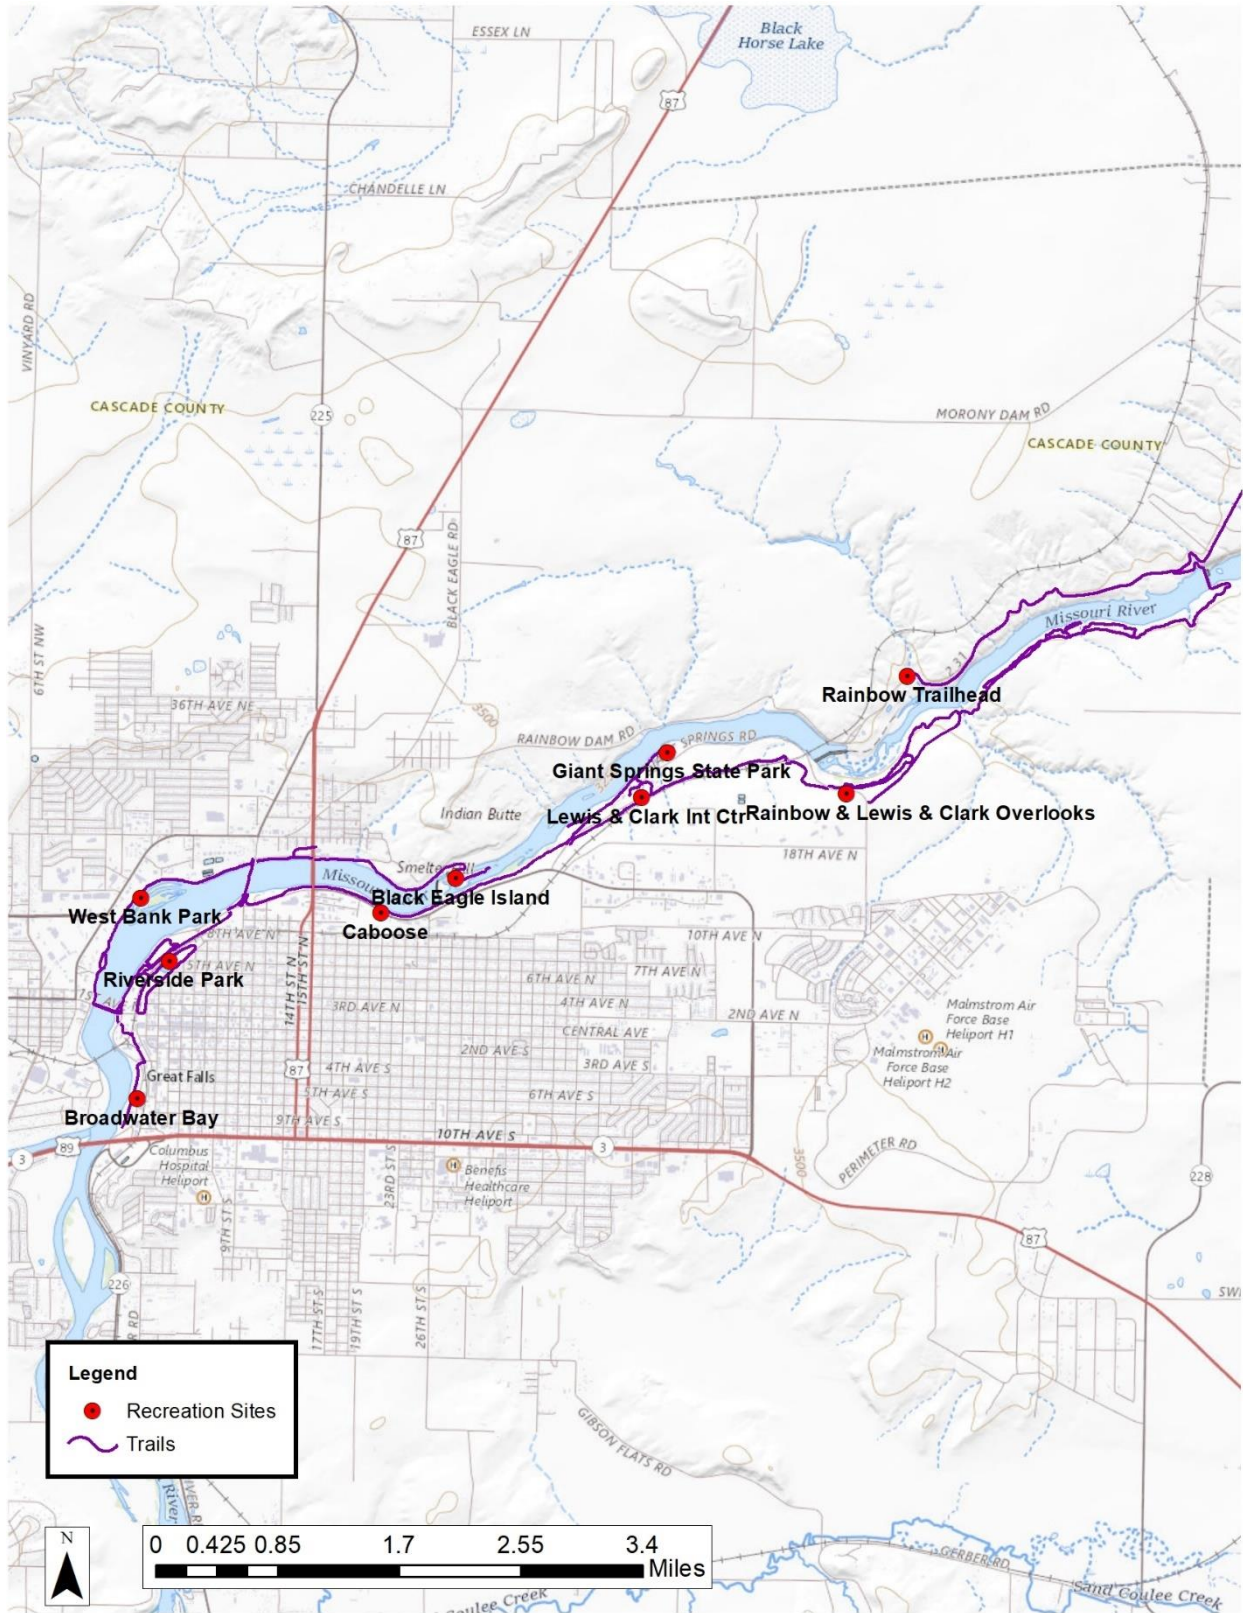 ESSEX LN
Black
Horse Lake
87
CHANDELLE LN
VINYARD RD
CASCADE COUNTY
225
MORONY DAM RD
CASCADE COUNTY
87
BLACK EAGLE RD
Missouri River
6TH ST NW
36TH AVE NE
3500
231
Rainbow Trailhead
RAINBOW DAM RD
SPRINGS RD
Giant Springs State Park
Indian Butte
Lewis & Clark Int Ctr
Rainbow & Lewis & Clark Overlooks
18TH AVE N
Black Eagle Island
West Bank Park
Caboose
8TH AVE N
10TH AVE N
5TH AVE N
Riverside Park
14TH ST N
15TH ST N
6TH AVE N
7TH AVE N
3RD AVE N
4TH AVE N
2ND AVE N
Malmstrom Air
Force Base
Heliport H1
CENTRAL AVE
2ND AVE S
3RD AVE S
Malmstrom Air
Force Base
Heliport H2
Great Falls
87
4TH AVE S
5TH AVE S
6TH AVE S
Broadwater Bay
9TH AVE S
10TH AVE S
3
89
3
Columbus
Hospital
Heliport
H
23RD ST S
H
Benefis
Healthcare
Heliport
3500
PERIMETER RD
228
9TH ST S
87
226
17TH ST S
19TH ST S
26TH ST S
Legend
Recreation Sites
Trails
GIBSON FLATS RD
River
N
0 0.425 0.85 1.7 2.55 3.4
Miles
GERBER RD
Sand Coulee Creek
Coulee Creek